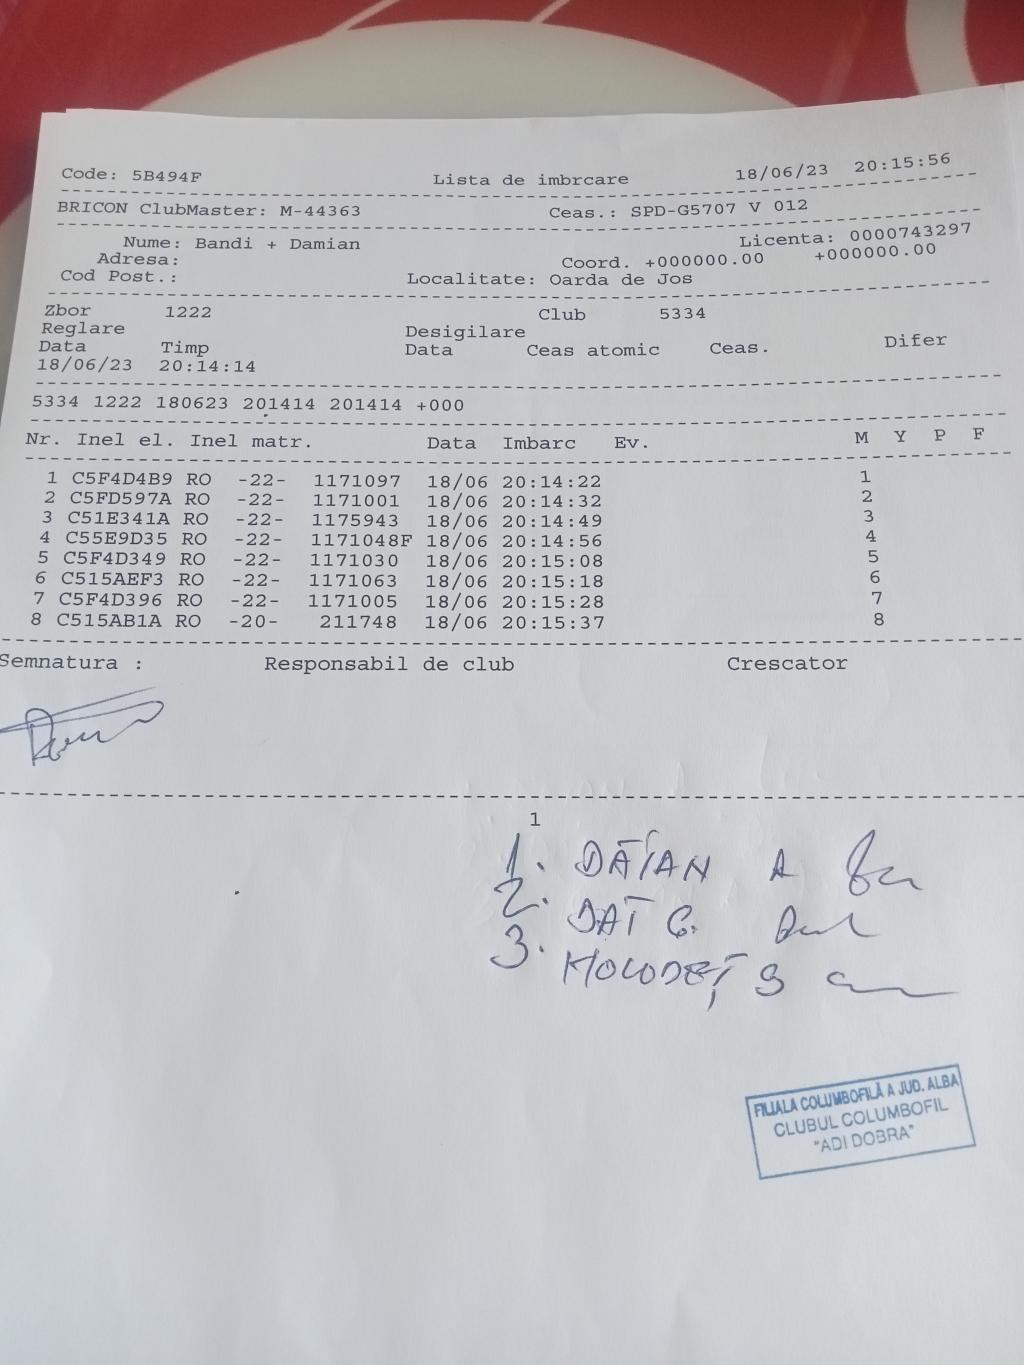 Code: 5B494F Lista de imbrcare 18/06/23 20:15:56
BRICON ClubMaster: M-44363 Ceas.: SPD-G5707 V 012
Nume: Bandi + Damian Licenta: 0000743297
Adresa: Coord. +000000.00 +000000.00
Cod Post.: Localitate: Oarda de Jos
Zbor 1222 Club 5334
Reglare Desigilare
Data Timp Data Ceas atomic Ceas. Difer
18/06/23 20:14:14
5334 1222 180623 201414 201414 +000
Nr. Inel el. Inel matr. Data Imbarc Ev. M Y P F
1 C5F4D4B9 RO -22- 1171097 18/06 20:14:22 1
2 C5FD597A RO -22- 1171001 18/06 20:14:32 2
3 C51E341A RO -22- 1175943 18/06 20:14:49 3
4 C55E9D35 RO -22- 1171048F 18/06 20:14:56 4
5 C5F4D349 RO -22- 1171030 18/06 20:15:08 5
6 C515AEF3 RO -22- 1171063 18/06 20:15:18 6
7 C5F4D396 RO -22- 1171005 18/06 20:15:28 7
8 C515AB1A RO -20- 211748 18/06 20:15:37 8
Semnatura : Responsabil de club Crescator
1
1. DĂIAN A
2. DAT G.
3. MOLODEȚ S
FILIALA COLUMBOFILĂ A JUD. ALBA
CLUBUL COLUMBOFIL
"ADI DOBRA"